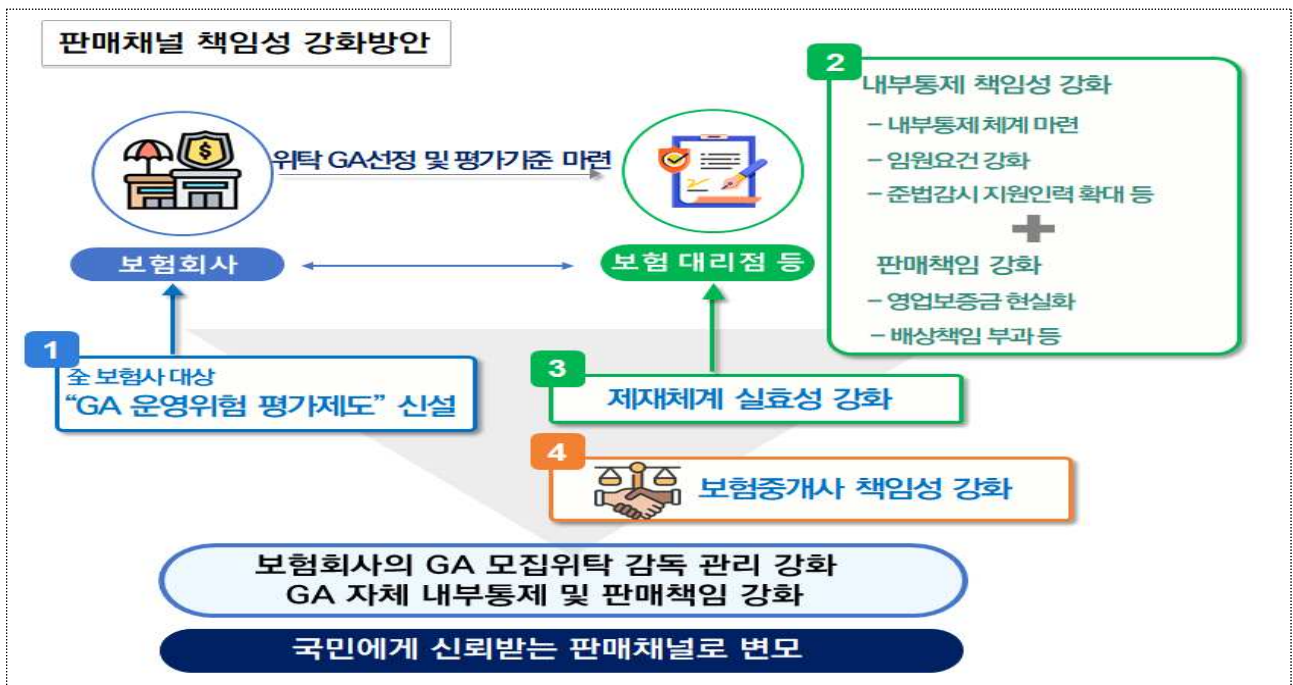 판매채널 책임성 강화방안
위탁 GA선정 및 평가기준 마련
보험회사
보험 대리점 등
1
全 보험사 대상
“GA 운영위험 평가제도” 신설
2
내부통제 책임성 강화
- 내부통제 체계 마련
- 임원요건 강화
- 준법감시 지원인력 확대 등
+
판매책임 강화
- 영업보증금 현실화
- 배상책임 부과 등
3
제재체계 실효성 강화
4
보험중개사 책임성 강화
보험회사의 GA 모집위탁 감독 관리 강화
GA 자체 내부통제 및 판매책임 강화
국민에게 신뢰받는 판매채널로 변모